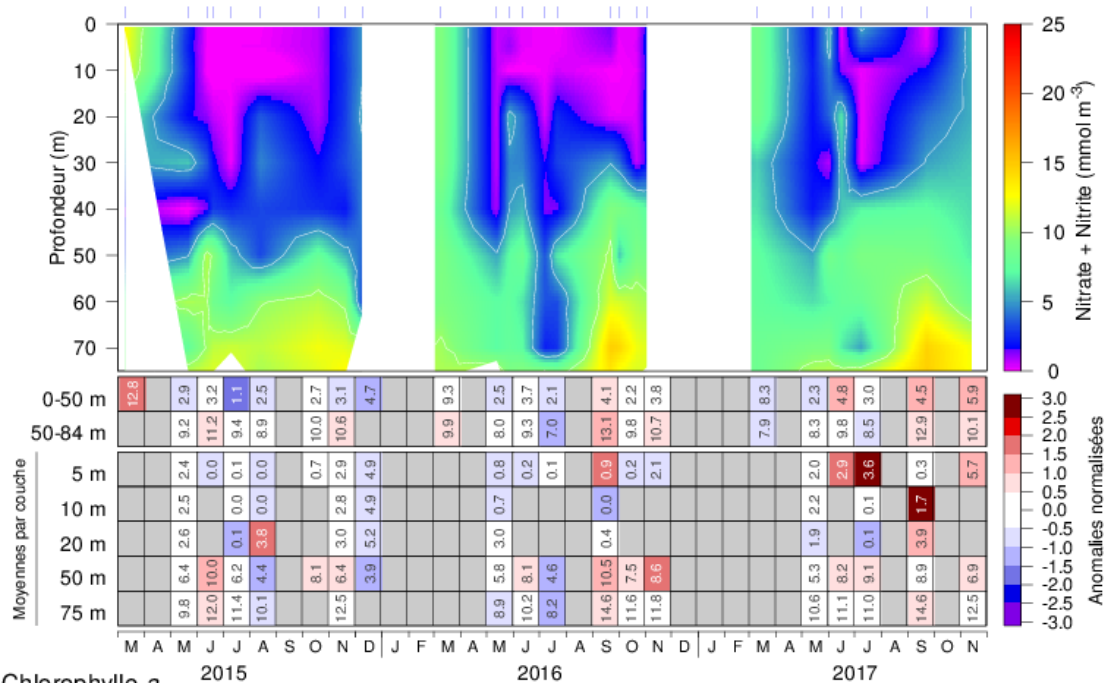 Profondeur (m)
0
10
20
30
40
50
60
70
25
20
15
10
5
0
Nitrate + Nitrite (mmol m⁻³)
0-50 m 12.8 2.9 3.2 1.1 2.5 2.7 3.1 4.7 9.3 2.5 3.7 2.1 4.1 2.2 3.8 8.3 2.3 4.8 3.0 4.5 5.9
50-84 m 9.2 11.2 9.4 8.9 10.0 10.6 9.9 8.0 9.3 7.0 13.1 9.8 10.7 7.9 8.3 9.8 8.5 12.9 10.1
Moyennes par couche
5 m 2.4 0.0 0.1 0.0 0.7 2.9 4.9 0.8 0.2 0.1 0.9 0.2 2.1 2.0 2.9 3.6 0.3 5.7
10 m 2.5 0.0 0.0 2.8 4.9 0.7 0.0 2.2 0.1 1.7
20 m 2.6 0.1 3.8 3.0 5.2 3.0 0.4 1.9 0.1 3.9
50 m 6.4 10.0 6.2 4.4 8.1 6.4 3.9 5.8 8.1 4.6 10.5 7.5 8.6 5.3 8.2 9.1 8.9 6.9
75 m 9.8 12.0 11.4 10.1 12.5 8.9 10.2 8.2 14.6 11.6 11.8 10.6 11.1 11.0 14.6 12.5
3.0
2.5
2.0
1.5
1.0
0.5
0.0
-0.5
-1.0
-1.5
-2.0
-2.5
-3.0
Anomalies normalisées
M A M J J A S O N D J F M A M J J A S O N D J F M A M J J A S O N
2015 2016 2017
Chlorophylle a